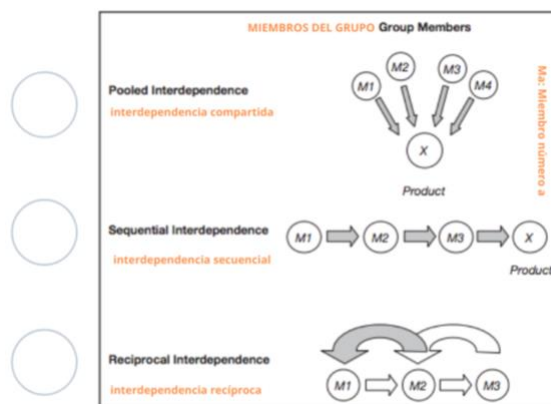 MIEMBROS DEL GRUPO Group Members
M1 M2 M3 M4
Pooled Interdependence
interdependencia compartida
X
Product
Ma: Miembro número a
Sequential Interdependence
M1 M2 M3 X
interdependencia secuencial
Product
Reciprocal Interdependence
M1 M2 M3
interdependencia recíproca